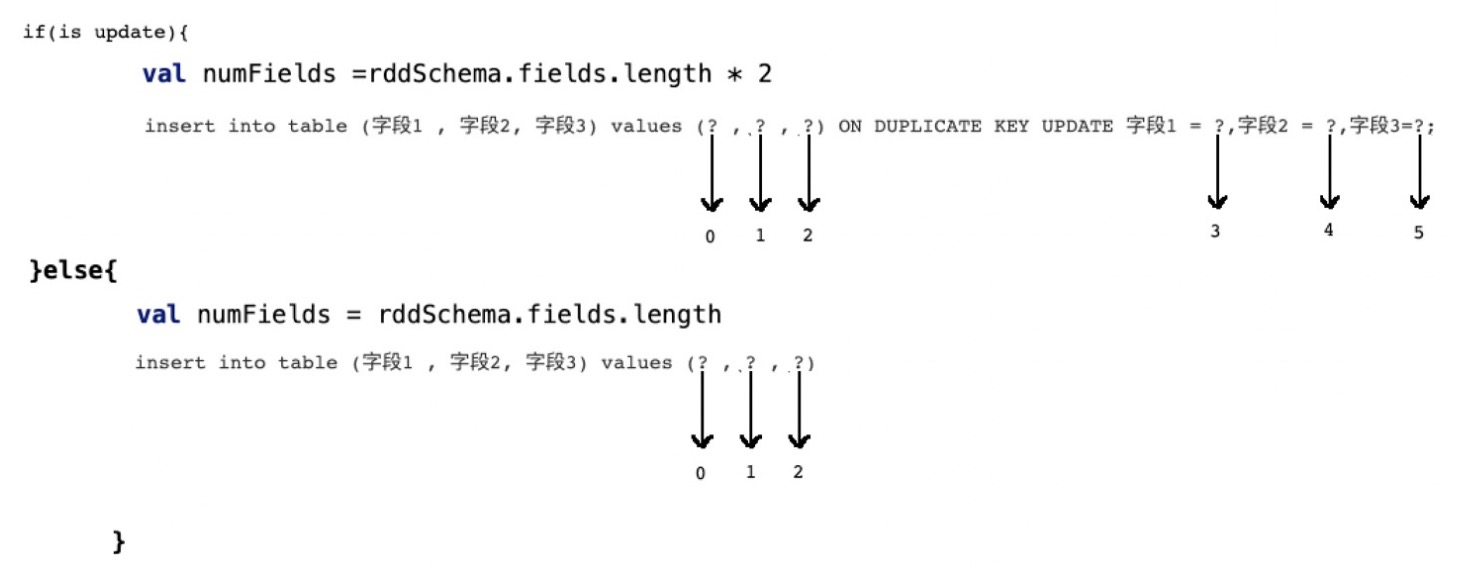 if(is update){
val numFields =rddSchema.fields.length * 2
insert into table (字段1 , 字段2, 字段3) values (? , ? , ?) ON DUPLICATE KEY UPDATE 字段1 = ?,字段2 = ?,字段3=?;
0 1 2 3 4 5
}else{
val numFields = rddSchema.fields.length
insert into table (字段1 , 字段2, 字段3) values (? , ? , ?)
0 1 2
}